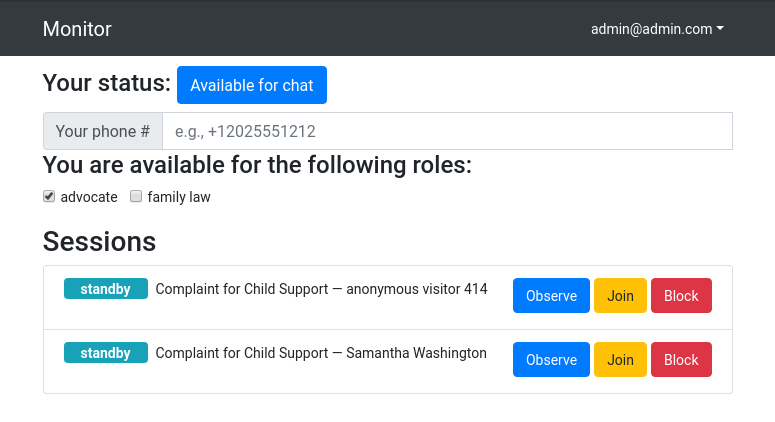 Monitor admin@admin.com
Your status: Available for chat
Your phone # e.g., +12025551212
You are available for the following roles:
advocate family law
Sessions
standby Complaint for Child Support — anonymous visitor 414 Observe Join Block
standby Complaint for Child Support — Samantha Washington Observe Join Block